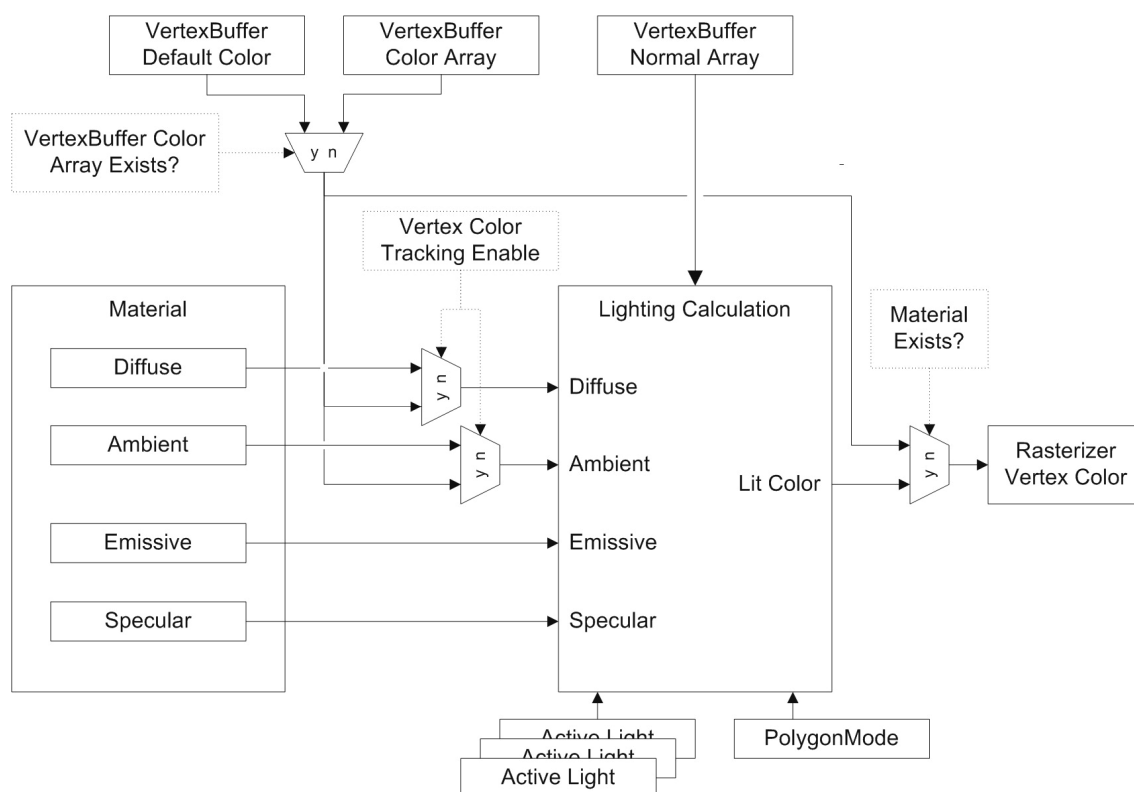 VertexBuffer
Default Color
VertexBuffer
Color Array
VertexBuffer
Normal Array
VertexBuffer Color
Array Exists?
y n
Vertex Color
Tracking Enable
Material
Diffuse
Ambient
Emissive
Specular
y n
y n
Lighting Calculation
Diffuse
Ambient
Emissive
Specular
Lit Color
Material
Exists?
y n
Rasterizer
Vertex Color
Active Light
Active Light
Active Light
PolygonMode